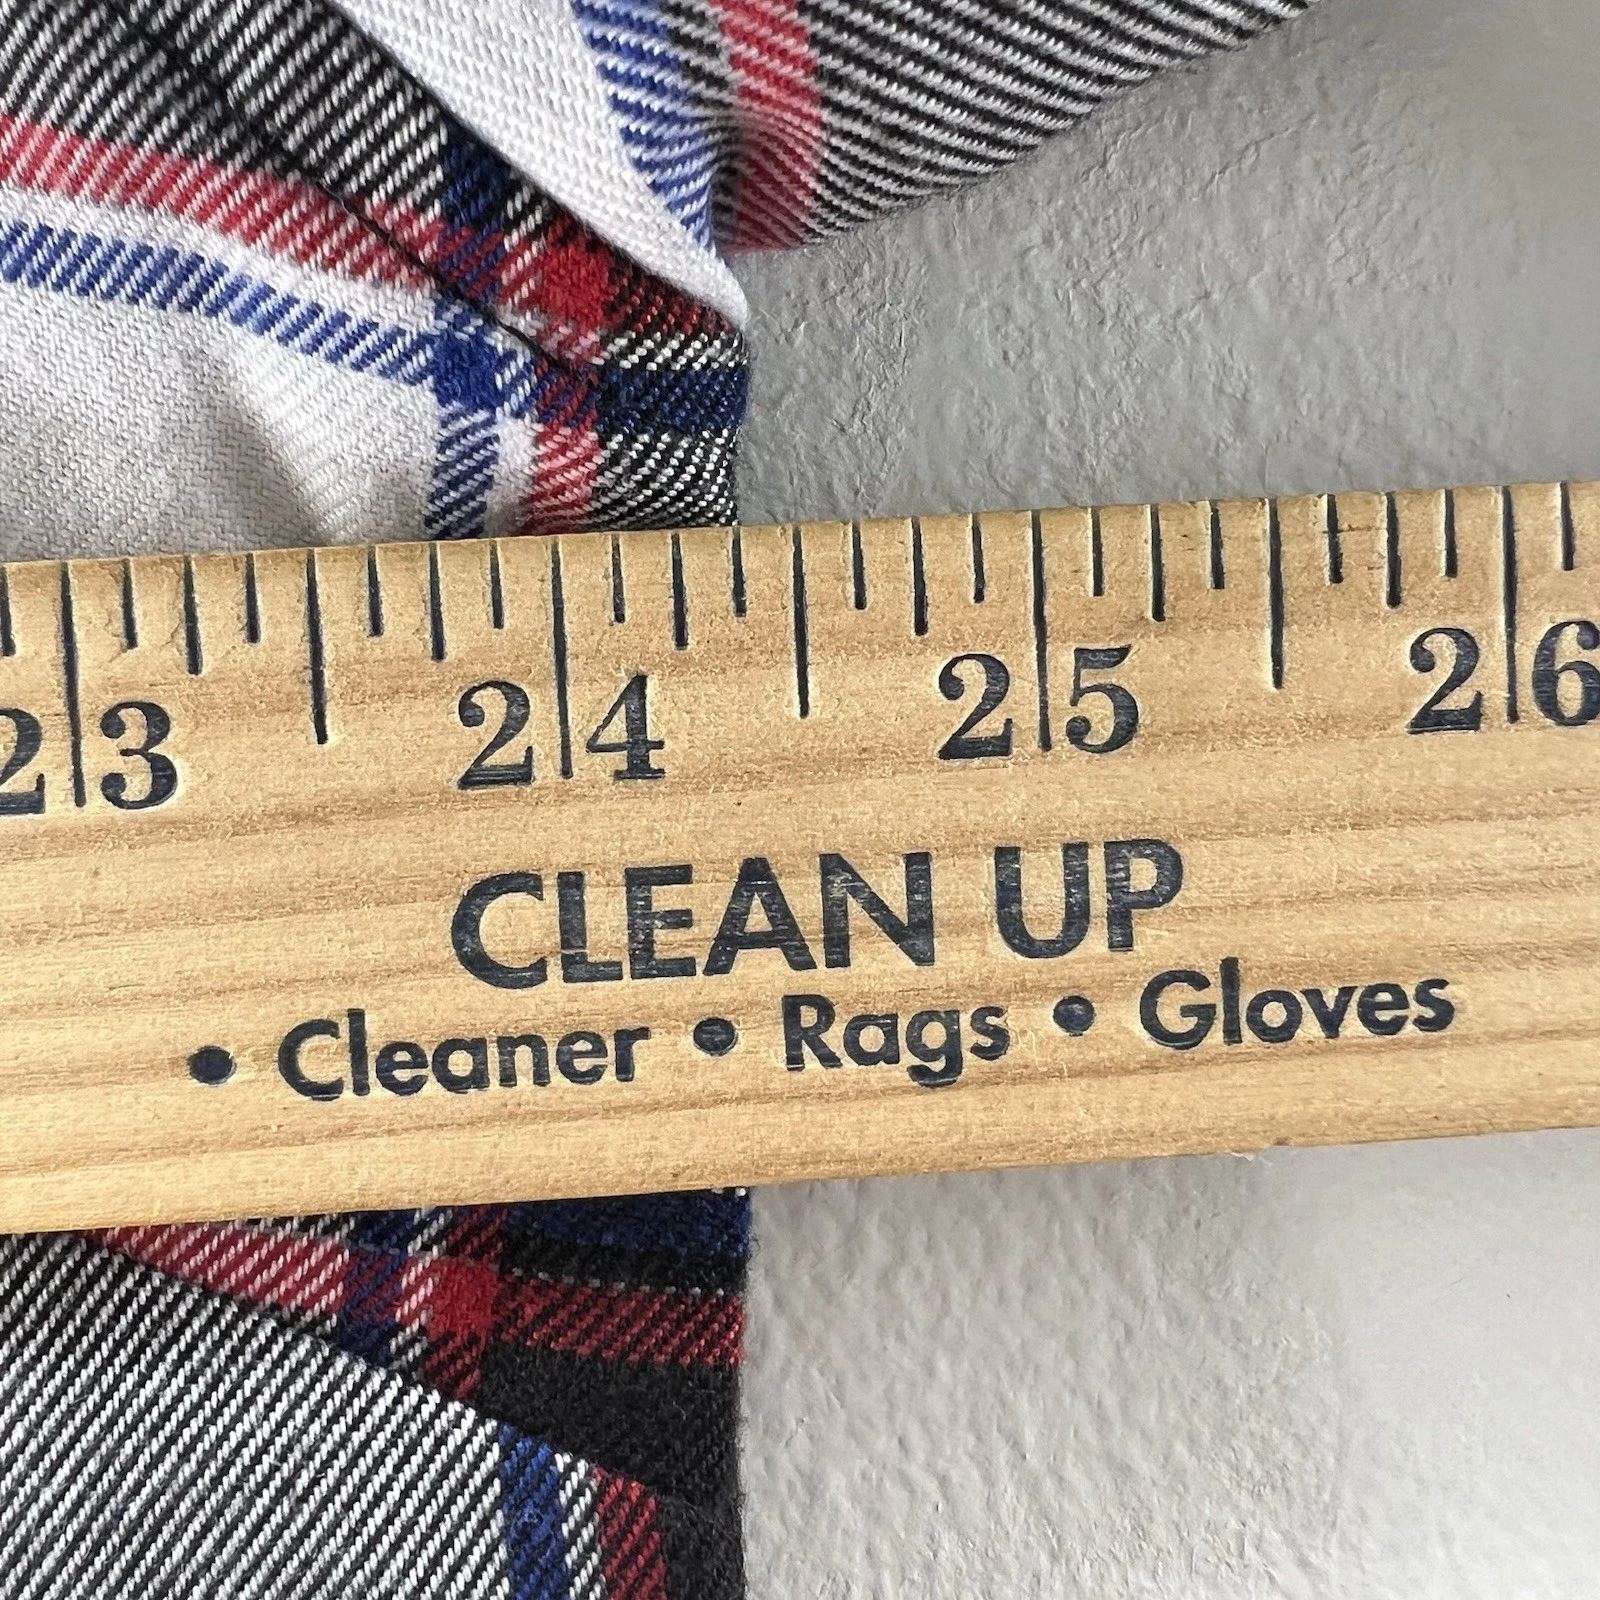 23 24 25 26
CLEAN UP
• Cleaner • Rags • Gloves